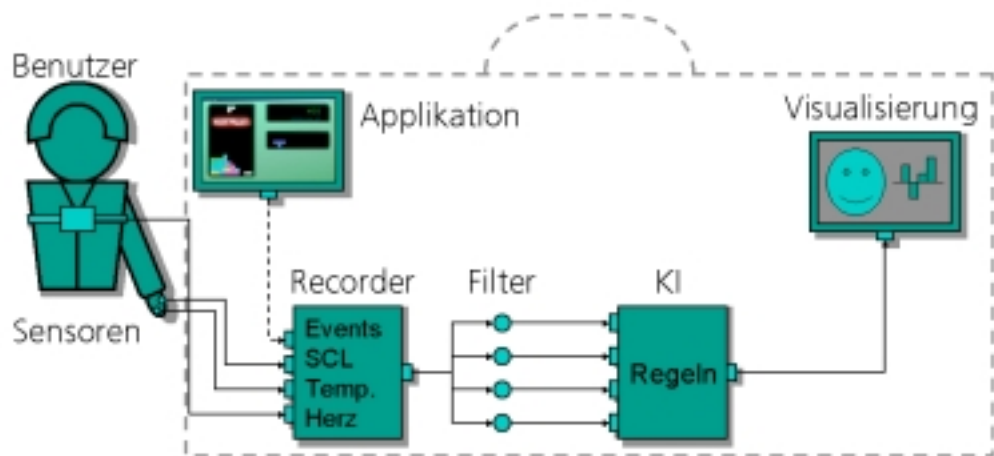 Benutzer
Applikation
Visualisierung
Sensoren
Recorder
Filter
KI
Events
SCL
Temp.
Herz
Regeln